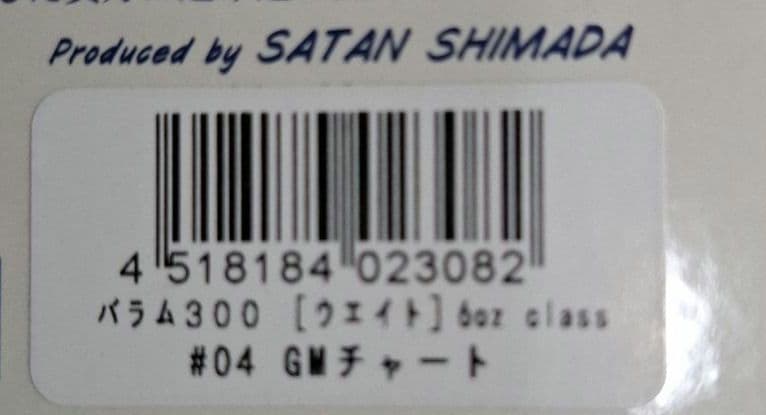 Produced by SATAN SHIMADA
4 518184 023082
バラム300 [ウエイト] 6oz class
#04 GMチャート